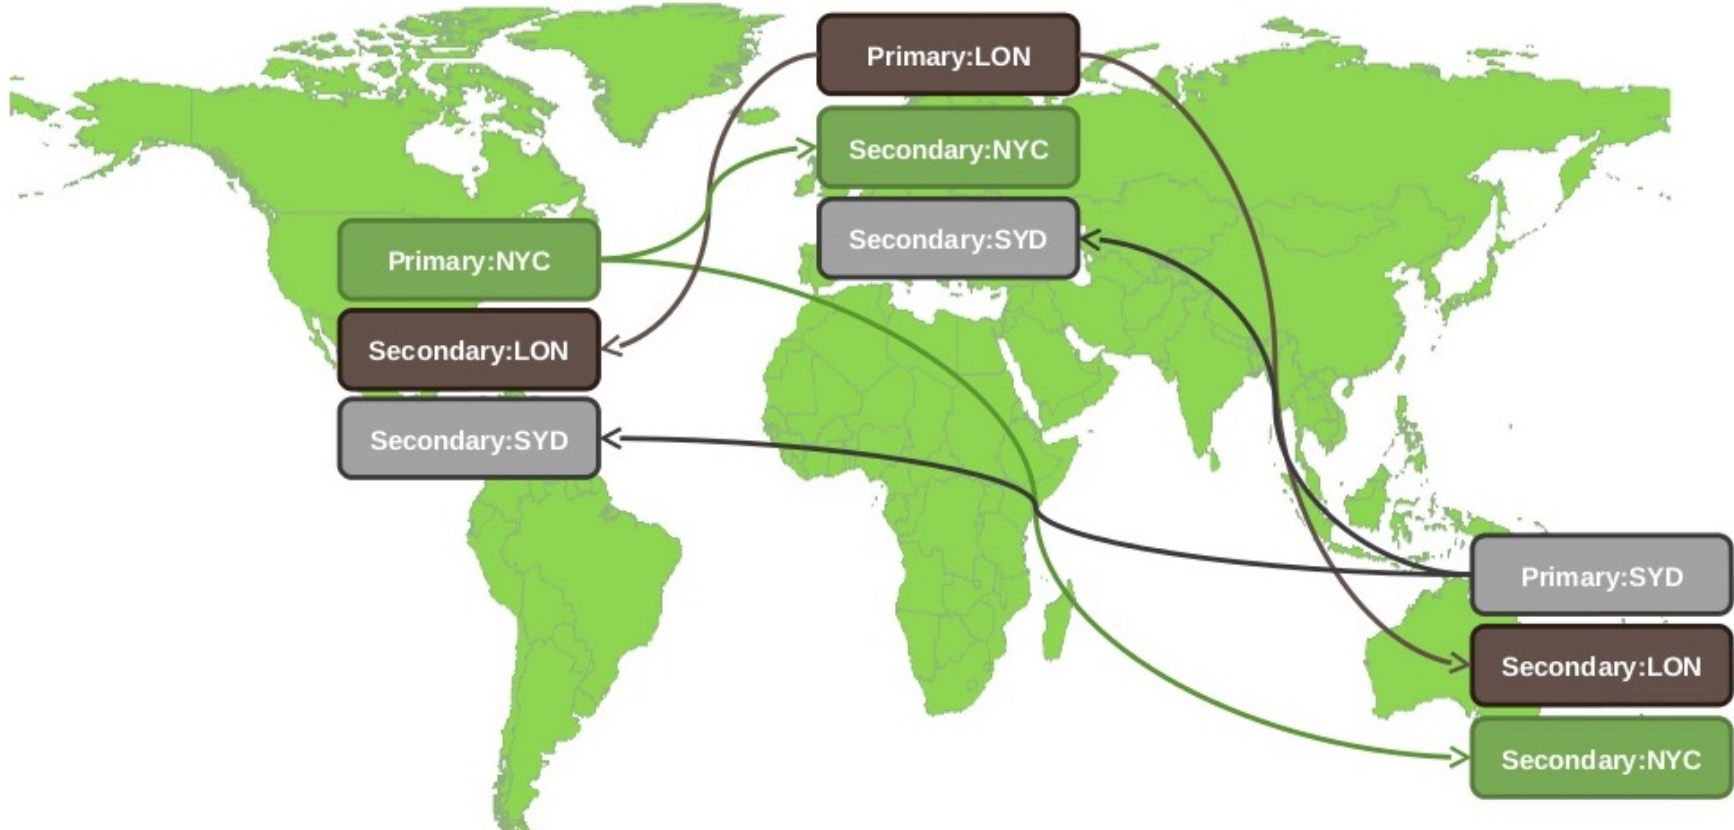 Primary:LON
Secondary:NYC
Secondary:SYD
Primary:NYC
Secondary:LON
Secondary:SYD
Primary:SYD
Secondary:LON
Secondary:NYC